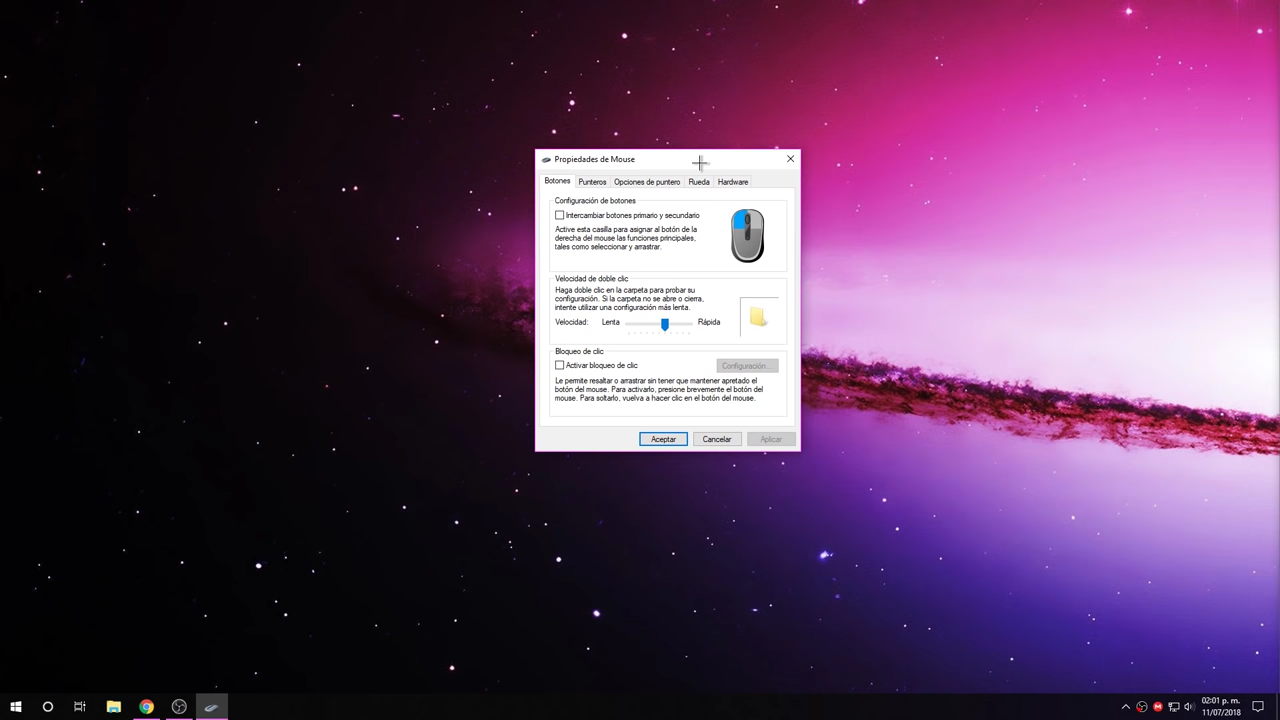 Propiedades de Mouse
Botones Punteros Opciones de puntero Rueda Hardware
Configuración de botones
Intercambiar botones primario y secundario
Active esta casilla para asignar al botón de la
derecha del mouse las funciones principales,
tales como seleccionar y arrastrar.
Velocidad de doble clic
Haga doble clic en la carpeta para probar su
configuración. Si la carpeta no se abre o cierra,
intente utilizar una configuración más lenta.
Velocidad: Lenta Rápida
Bloqueo de clic
Activar bloqueo de clic Configuración...
Le permite resaltar o arrastrar sin tener que mantener apretado el
botón del mouse. Para activarlo, presione brevemente el botón del
mouse. Para soltarlo, vuelva a hacer clic en el botón del mouse.
Aceptar Cancelar Aplicar
02:01 p. m.
11/07/2018